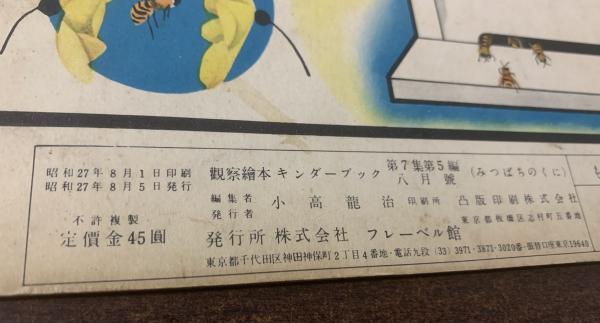 昭和27年8月1日印刷
昭和27年8月5日発行
不許複製
定價金45圓
觀察繪本 キンダーブック 第7集第5編 八月號 (みつばちのくに)
編集者 発行者 小高龍治 印刷所 凸版印刷株式会社
東京都板橋区志村町五番地
発行所 株式会社 フレーベル館
東京都千代田区神田神保町2丁目4番地・電話九段(33)3971・3871・3020番・振替口座東京19640